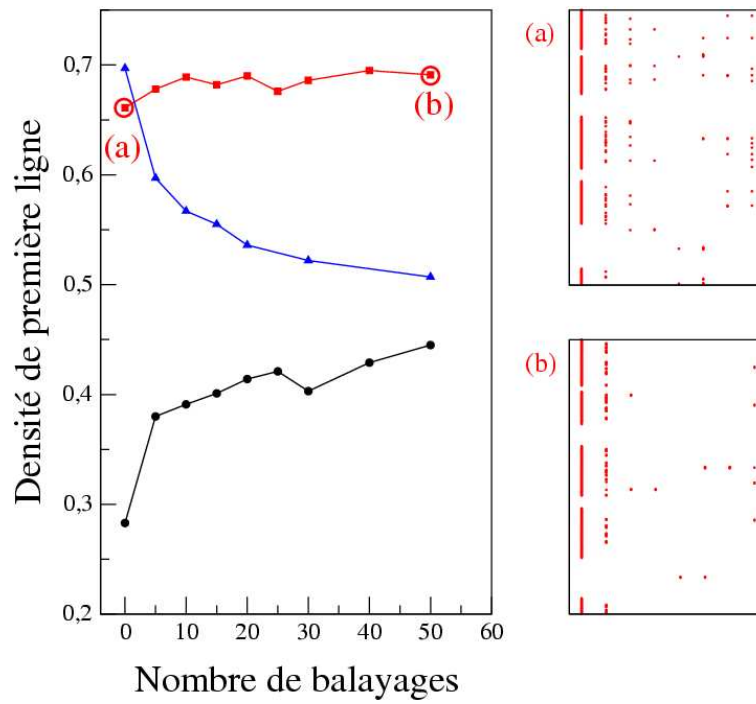 Densité de première ligne
0,7
0,6
0,5
0,4
0,3
0,2
0 10 20 30 40 50 60
Nombre de balayages
(a)
(b)
(a)
(b)